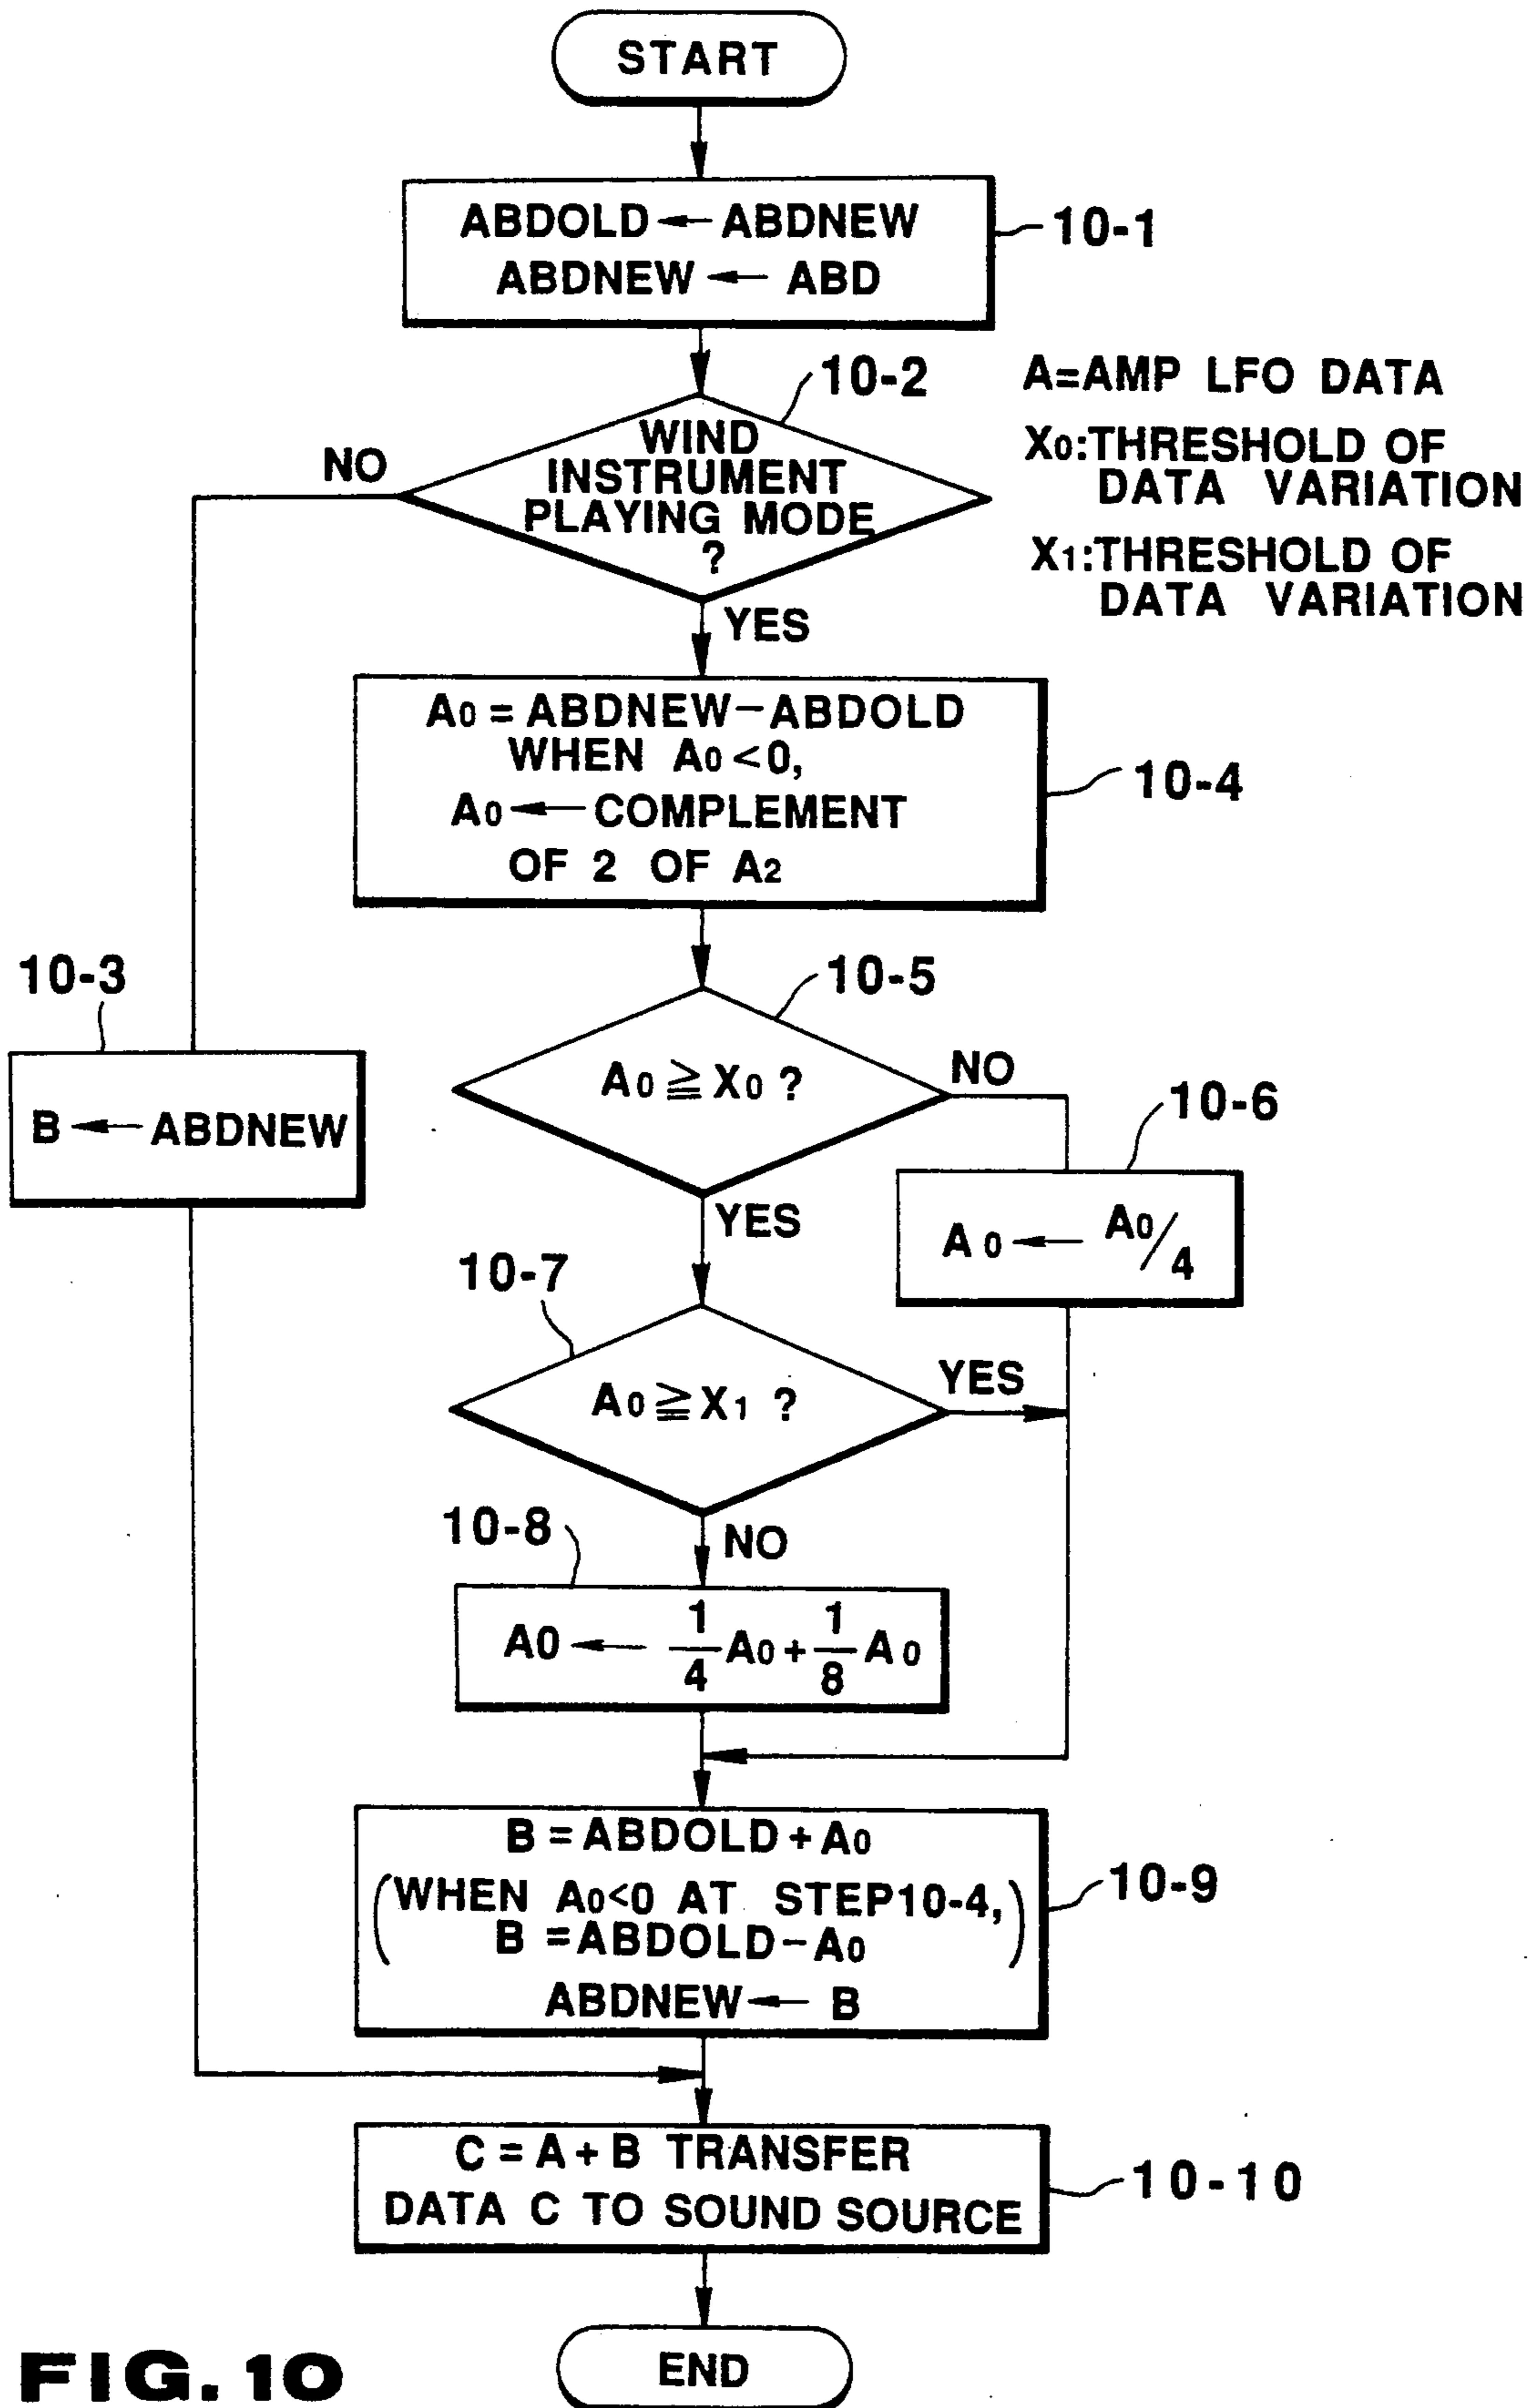 START
ABDOLD ← ABDNEW
ABDNEW ← ABD
10-1
10-2
A=AMP LFO DATA
X0:THRESHOLD OF
DATA VARIATION
X1:THRESHOLD OF
DATA VARIATION
WIND
INSTRUMENT
PLAYING MODE
?
NO
YES
A0 = ABDNEW－ABDOLD
WHEN A0 <0,
A0 ← COMPLEMENT
OF 2 OF A2
10-4
10-3
B ← ABDNEW
10-5
A0 ≧ X0 ?
NO
YES
10-6
A0 ← A0/4
10-7
A0 ≧ X1 ?
YES
NO
10-8
A0 ← 1/4 A0 + 1/8 A0
B = ABDOLD + A0
(WHEN A0<0 AT STEP10-4,
B = ABDOLD－A0)
ABDNEW ← B
10-9
C = A + B TRANSFER
DATA C TO SOUND SOURCE
10-10
END
FIG. 10